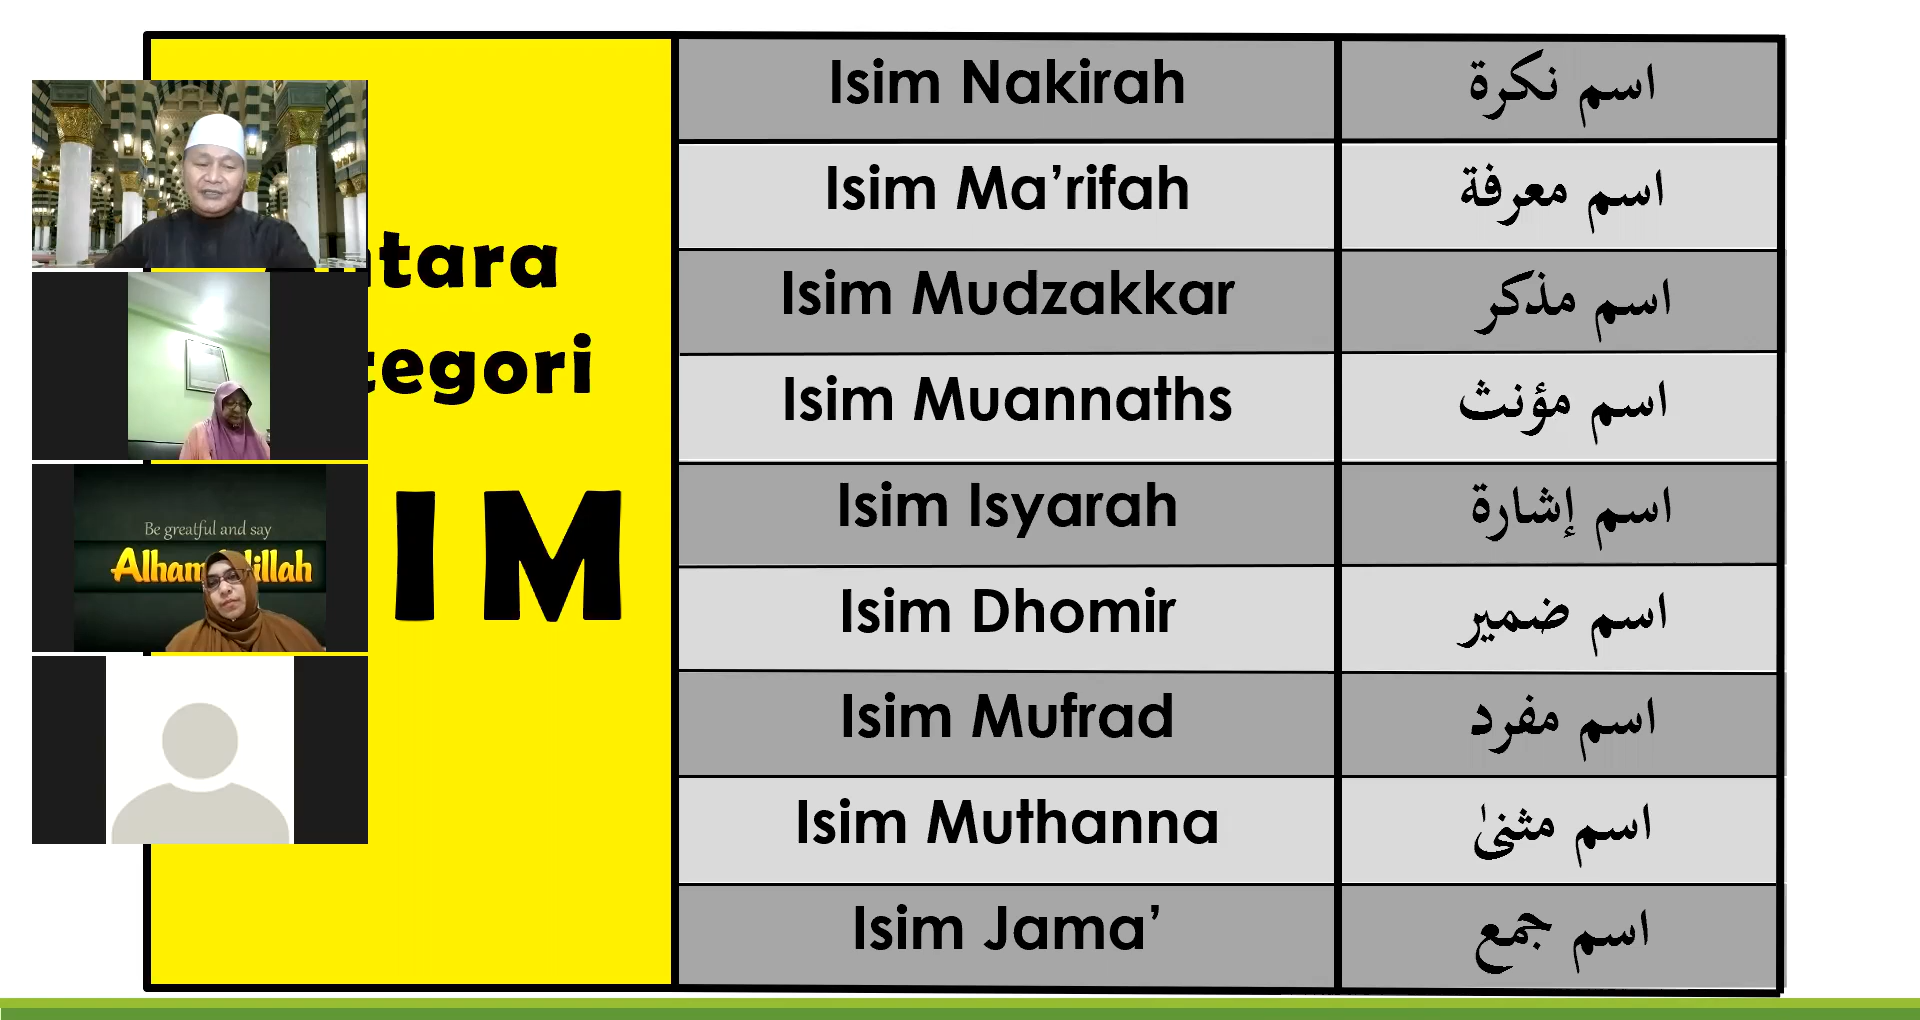 tara
tegori
IM
Be greatful and say
Isim Nakirah اسم نكرة
Isim Ma’rifah اسم معرفة
Isim Mudzakkar اسم مذكر
Isim Muannaths اسم مؤنث
Isim Isyarah اسم إشارة
Isim Dhomir اسم ضمير
Isim Mufrad اسم مفرد
Isim Muthanna اسم مثنىٰ
Isim Jama’ اسم جمع